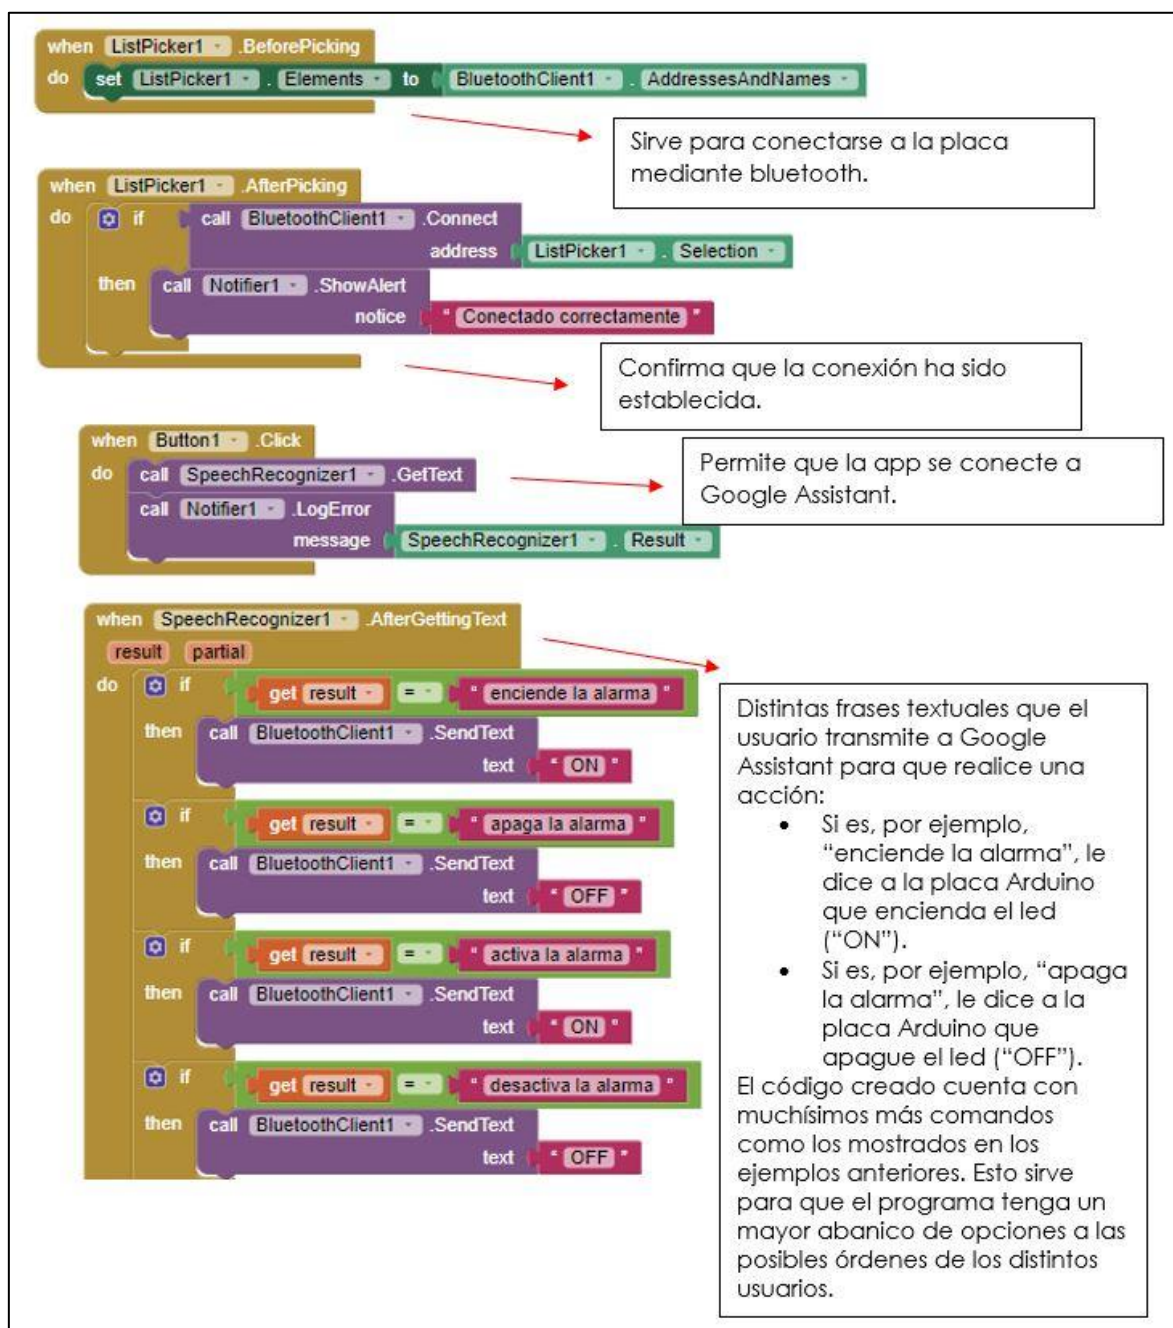 when ListPicker1 .BeforePicking
do set ListPicker1 . Elements to BluetoothClient1 . AddressesAndNames
Sirve para conectarse a la placa
mediante bluetooth.
when ListPicker1 .AfterPicking
do if call BluetoothClient1 .Connect
address ListPicker1 . Selection
then call Notifier1 .ShowAlert
notice " Conectado correctamente "
Confirma que la conexión ha sido
establecida.
when Button1 .Click
do call SpeechRecognizer1 .GetText
call Notifier1 .LogError
message SpeechRecognizer1 . Result
Permite que la app se conecte a
Google Assistant.
when SpeechRecognizer1 .AfterGettingText
result partial
do if get result = " enciende la alarma "
then call BluetoothClient1 .SendText
text " ON "
if get result = " apaga la alarma "
then call BluetoothClient1 .SendText
text " OFF "
if get result = " activa la alarma "
then call BluetoothClient1 .SendText
text " ON "
if get result = " desactiva la alarma "
then call BluetoothClient1 .SendText
text " OFF "
Distintas frases textuales que el
usuario transmite a Google
Assistant para que realice una
acción:
• Si es, por ejemplo,
“enciende la alarma”, le
dice a la placa Arduino
que encienda el led
(“ON”).
• Si es, por ejemplo, “apaga
la alarma”, le dice a la
placa Arduino que
apague el led (“OFF”).
El código creado cuenta con
muchísimos más comandos
como los mostrados en los
ejemplos anteriores. Esto sirve
para que el programa tenga un
mayor abanico de opciones a las
posibles órdenes de los distintos
usuarios.